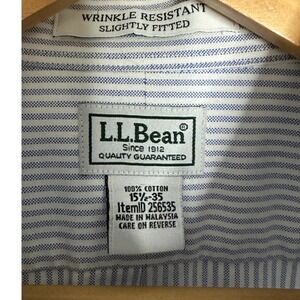 WRINKLE RESISTANT
SLIGHTLY FITTED
L.L.Bean®
Since 1912
QUALITY GUARANTEED
100% COTTON
15½-35
ItemID 256535
MADE IN MALAYSIA
CARE ON REVERSE